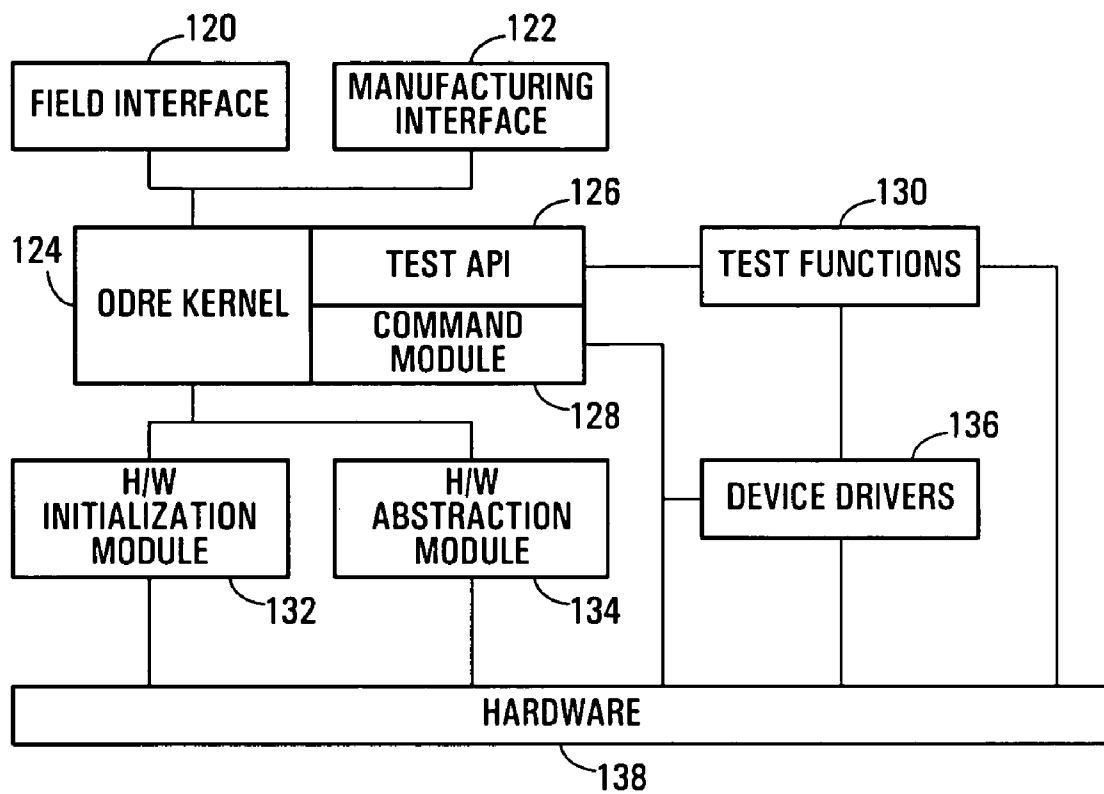 120
122
FIELD INTERFACE
MANUFACTURING
INTERFACE
126
130
124
ODRE KERNEL
TEST API
TEST FUNCTIONS
COMMAND
MODULE
128
136
H/W
INITIALIZATION
MODULE
H/W
ABSTRACTION
MODULE
DEVICE DRIVERS
132
134
HARDWARE
138